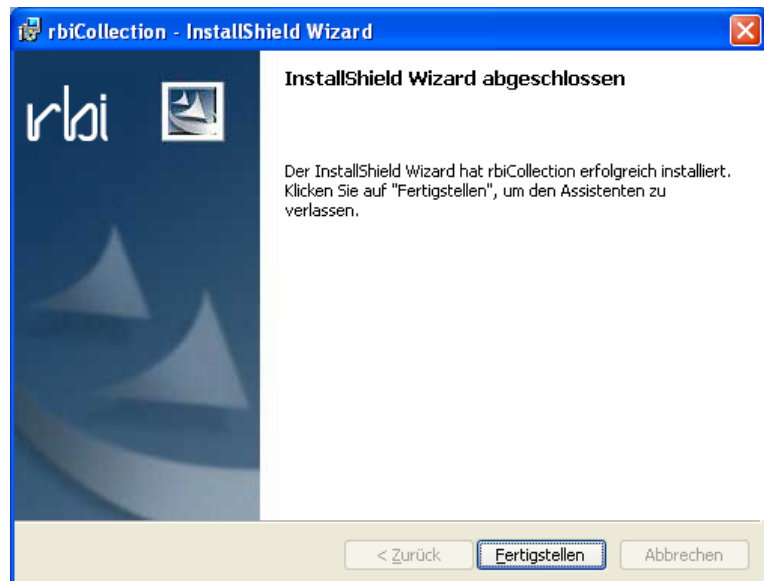 rbiCollection - InstallShield Wizard
rbi
InstallShield Wizard abgeschlossen
Der InstallShield Wizard hat rbiCollection erfolgreich installiert.
Klicken Sie auf "Fertigstellen", um den Assistenten zu
verlassen.
< Zurück
Fertigstellen
Abbrechen